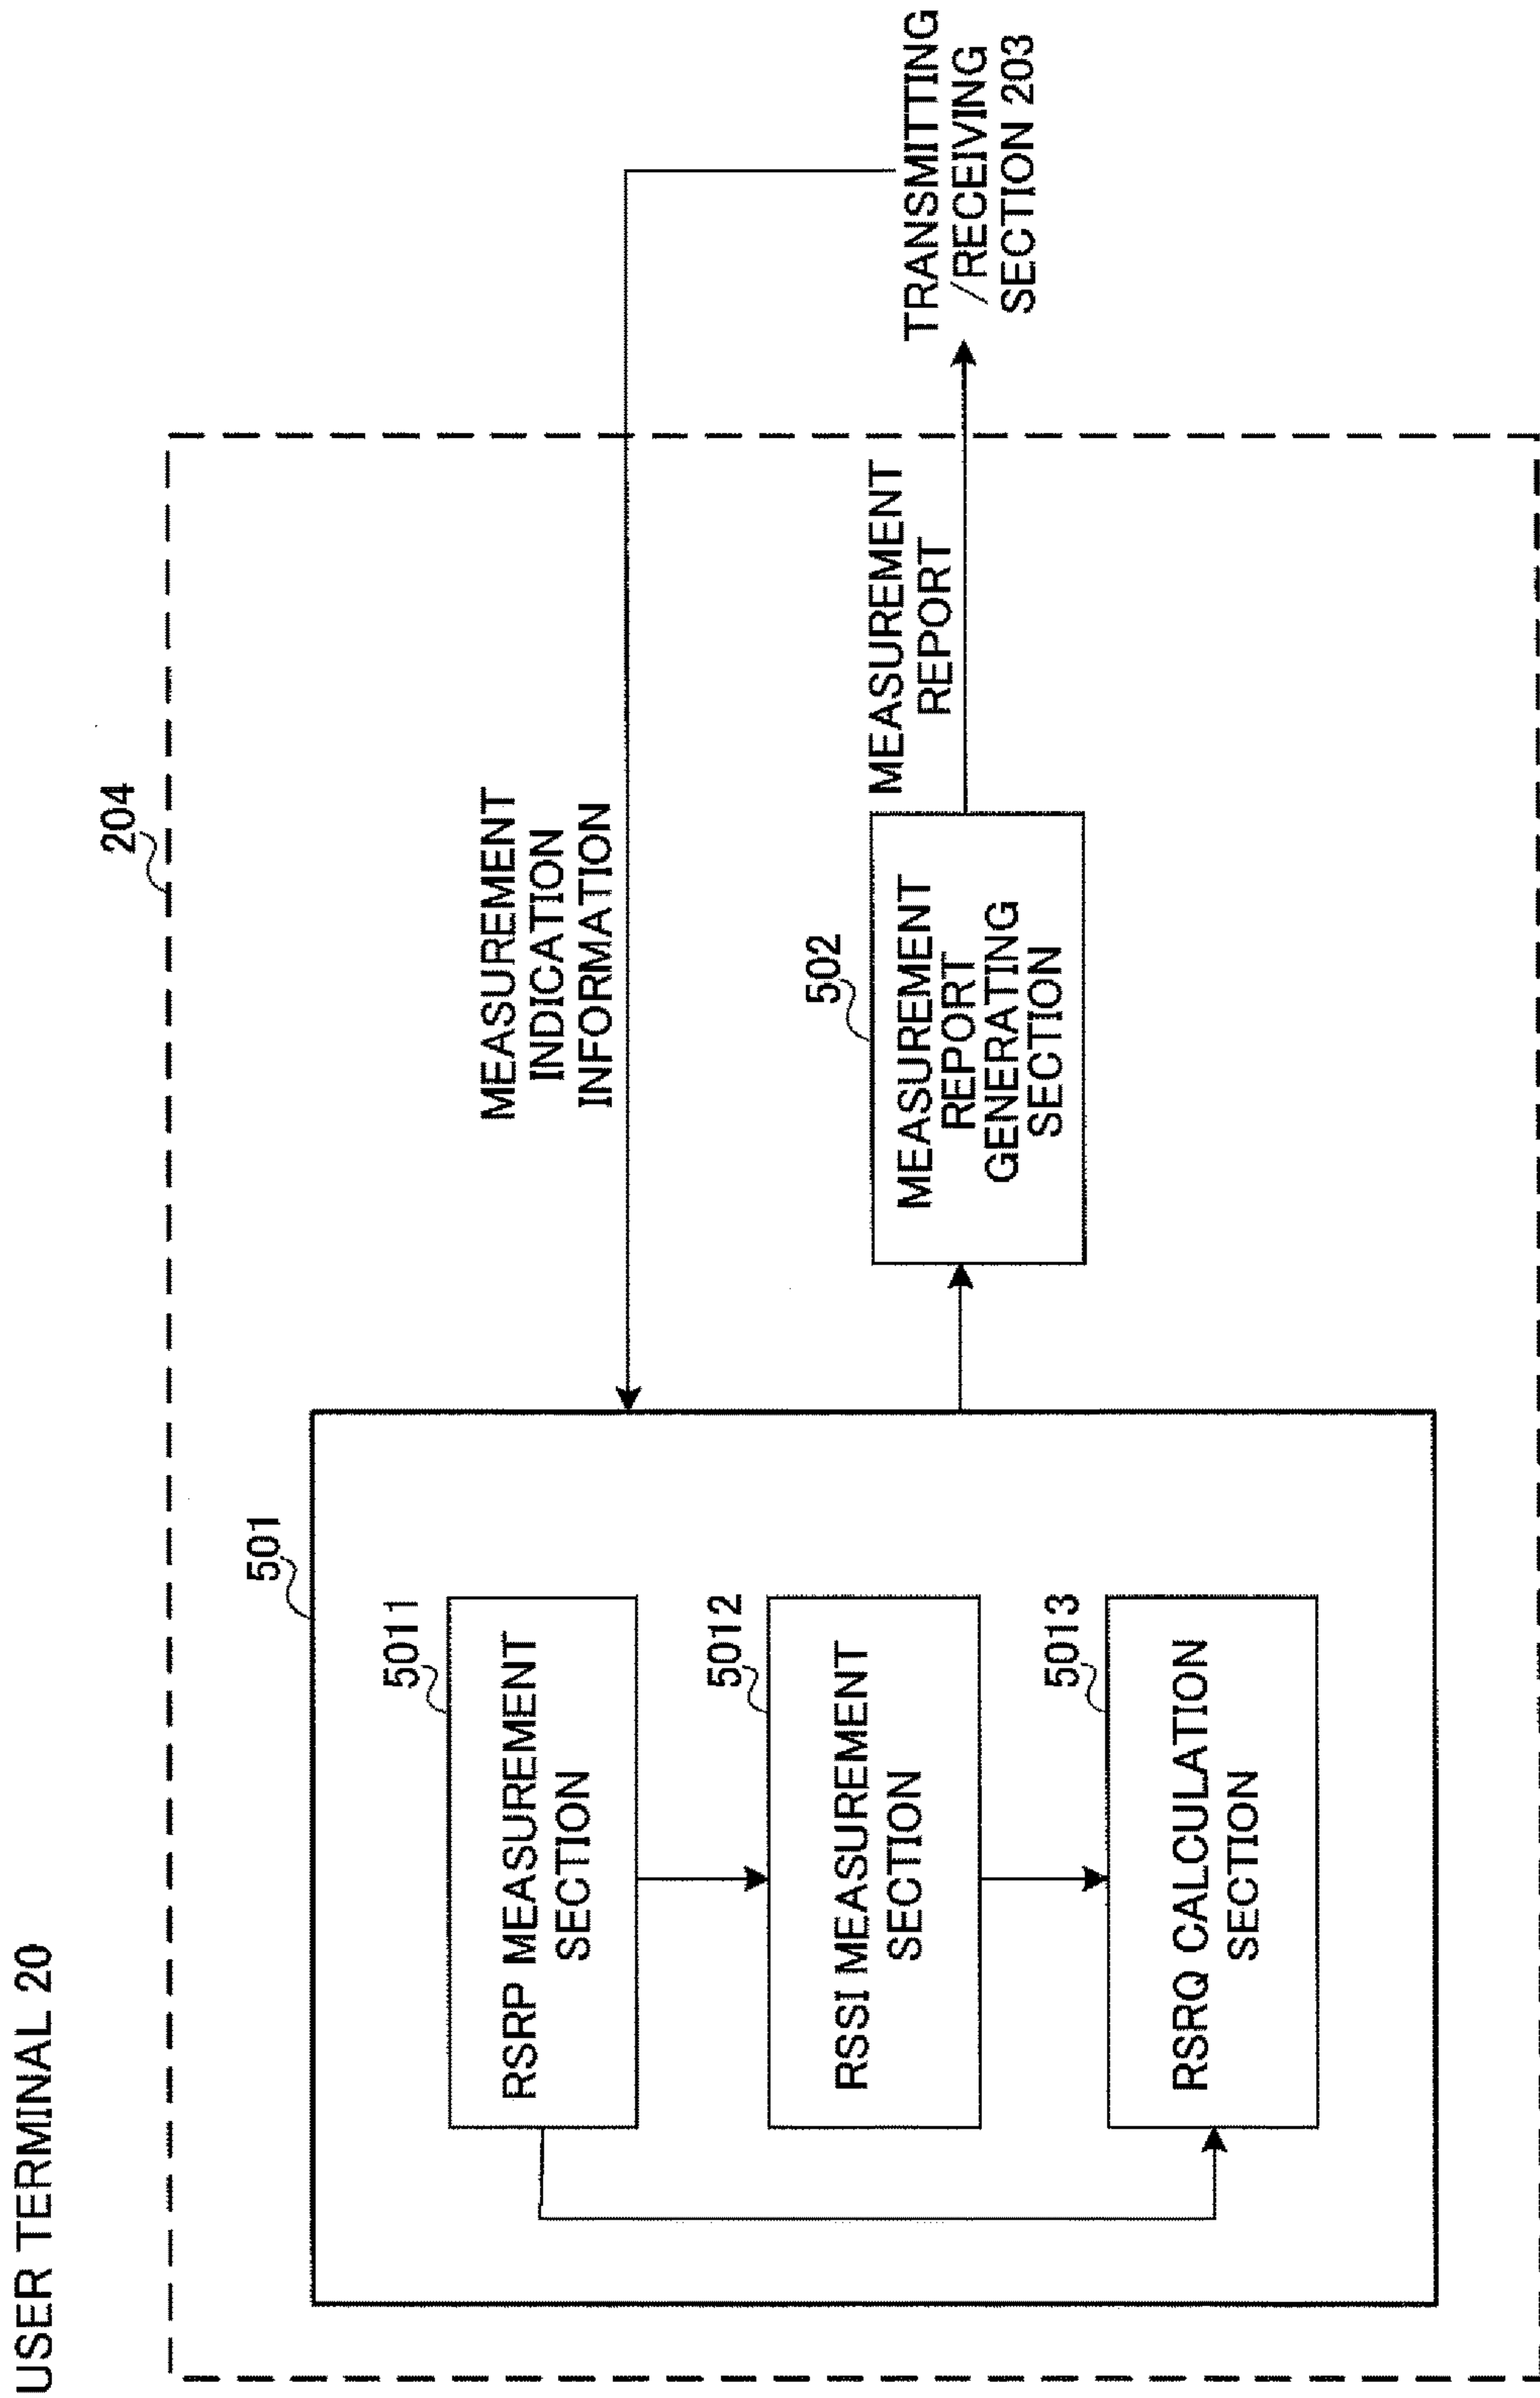 USER TERMINAL 20
204
501
5011
RSRP MEASUREMENT
SECTION
5012
RSSI MEASUREMENT
SECTION
5013
RSRQ CALCULATION
SECTION
MEASUREMENT
INDICATION
INFORMATION
502
MEASUREMENT
REPORT
GENERATING
SECTION
MEASUREMENT
REPORT
TRANSMITTING
/RECEIVING
SECTION 203